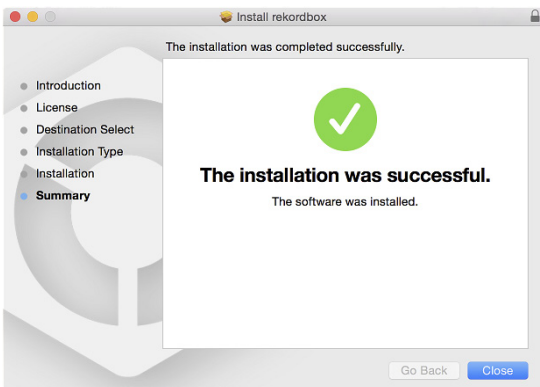 Install rekordbox
The installation was completed successfully.
Introduction
License
Destination Select
Installation Type
Installation
Summary
The installation was successful.
The software was installed.
Go Back
Close